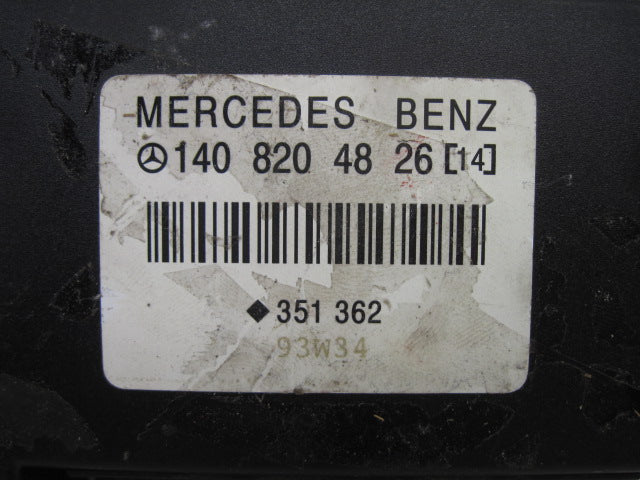 MERCEDES BENZ
140 820 48 26 [14]
351 362
93W34